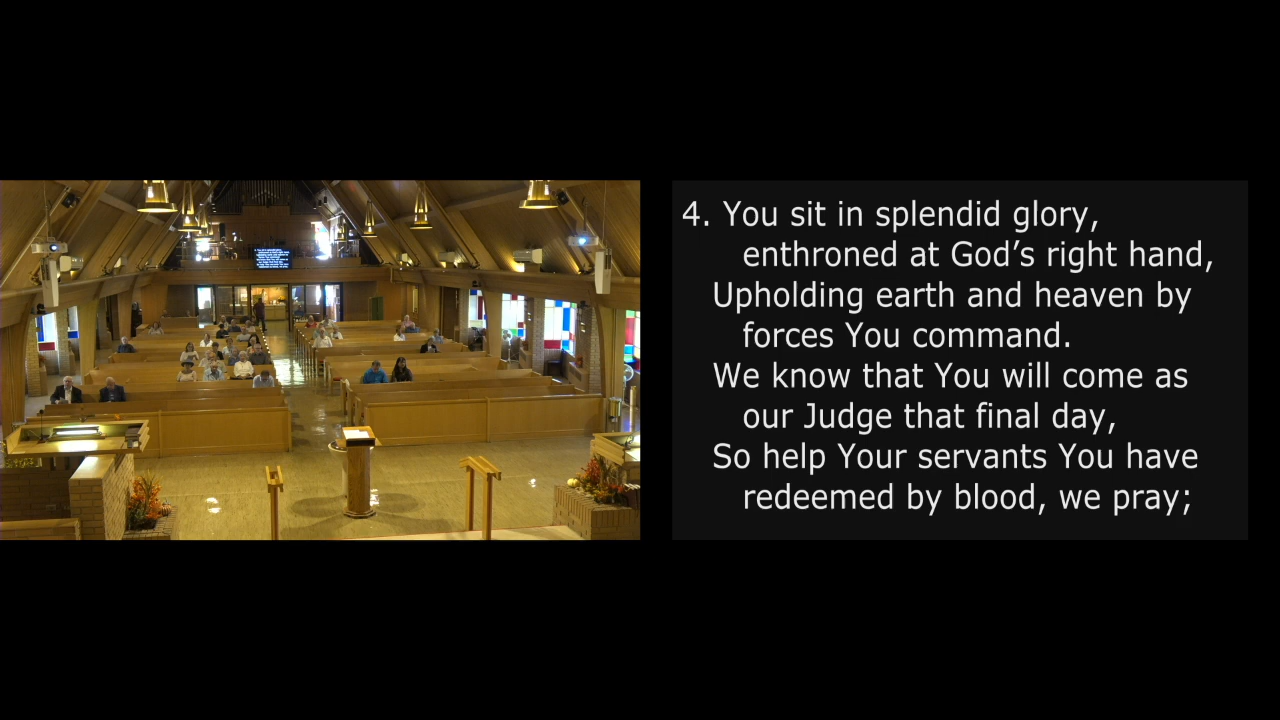 4. You sit in splendid glory,
enthroned at God’s right hand,
Upholding earth and heaven by
forces You command.
We know that You will come as
our Judge that final day,
So help Your servants You have
redeemed by blood, we pray;